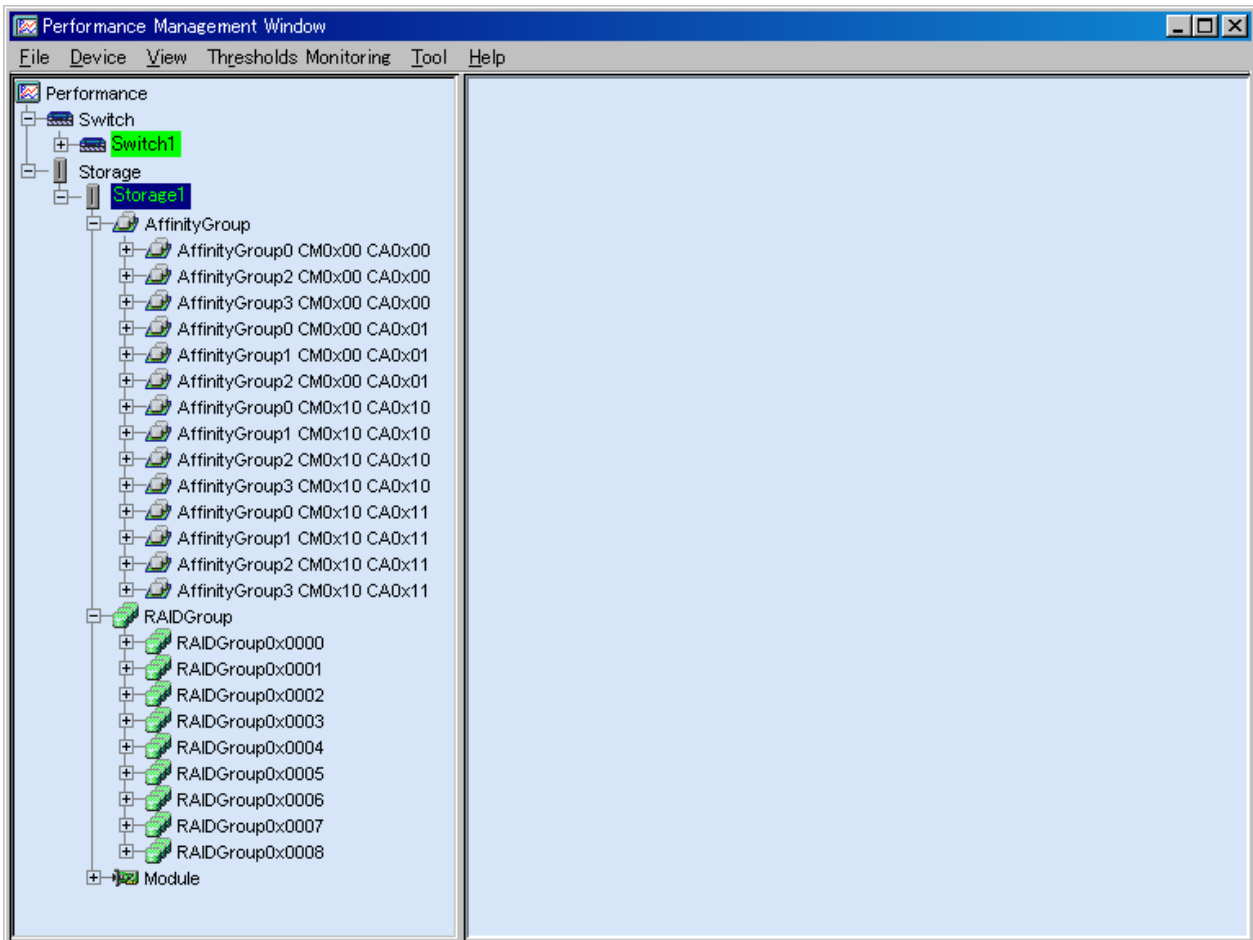 Performance Management Window
File Device View Thresholds Monitoring Tool Help
Performance
Switch
Switch1
Storage
Storage1
AffinityGroup
AffinityGroup0 CM0x00 CA0x00
AffinityGroup2 CM0x00 CA0x00
AffinityGroup3 CM0x00 CA0x00
AffinityGroup0 CM0x00 CA0x01
AffinityGroup1 CM0x00 CA0x01
AffinityGroup2 CM0x00 CA0x01
AffinityGroup0 CM0x10 CA0x10
AffinityGroup1 CM0x10 CA0x10
AffinityGroup2 CM0x10 CA0x10
AffinityGroup3 CM0x10 CA0x10
AffinityGroup0 CM0x10 CA0x11
AffinityGroup1 CM0x10 CA0x11
AffinityGroup2 CM0x10 CA0x11
AffinityGroup3 CM0x10 CA0x11
RAIDGroup
RAIDGroup0x0000
RAIDGroup0x0001
RAIDGroup0x0002
RAIDGroup0x0003
RAIDGroup0x0004
RAIDGroup0x0005
RAIDGroup0x0006
RAIDGroup0x0007
RAIDGroup0x0008
Module